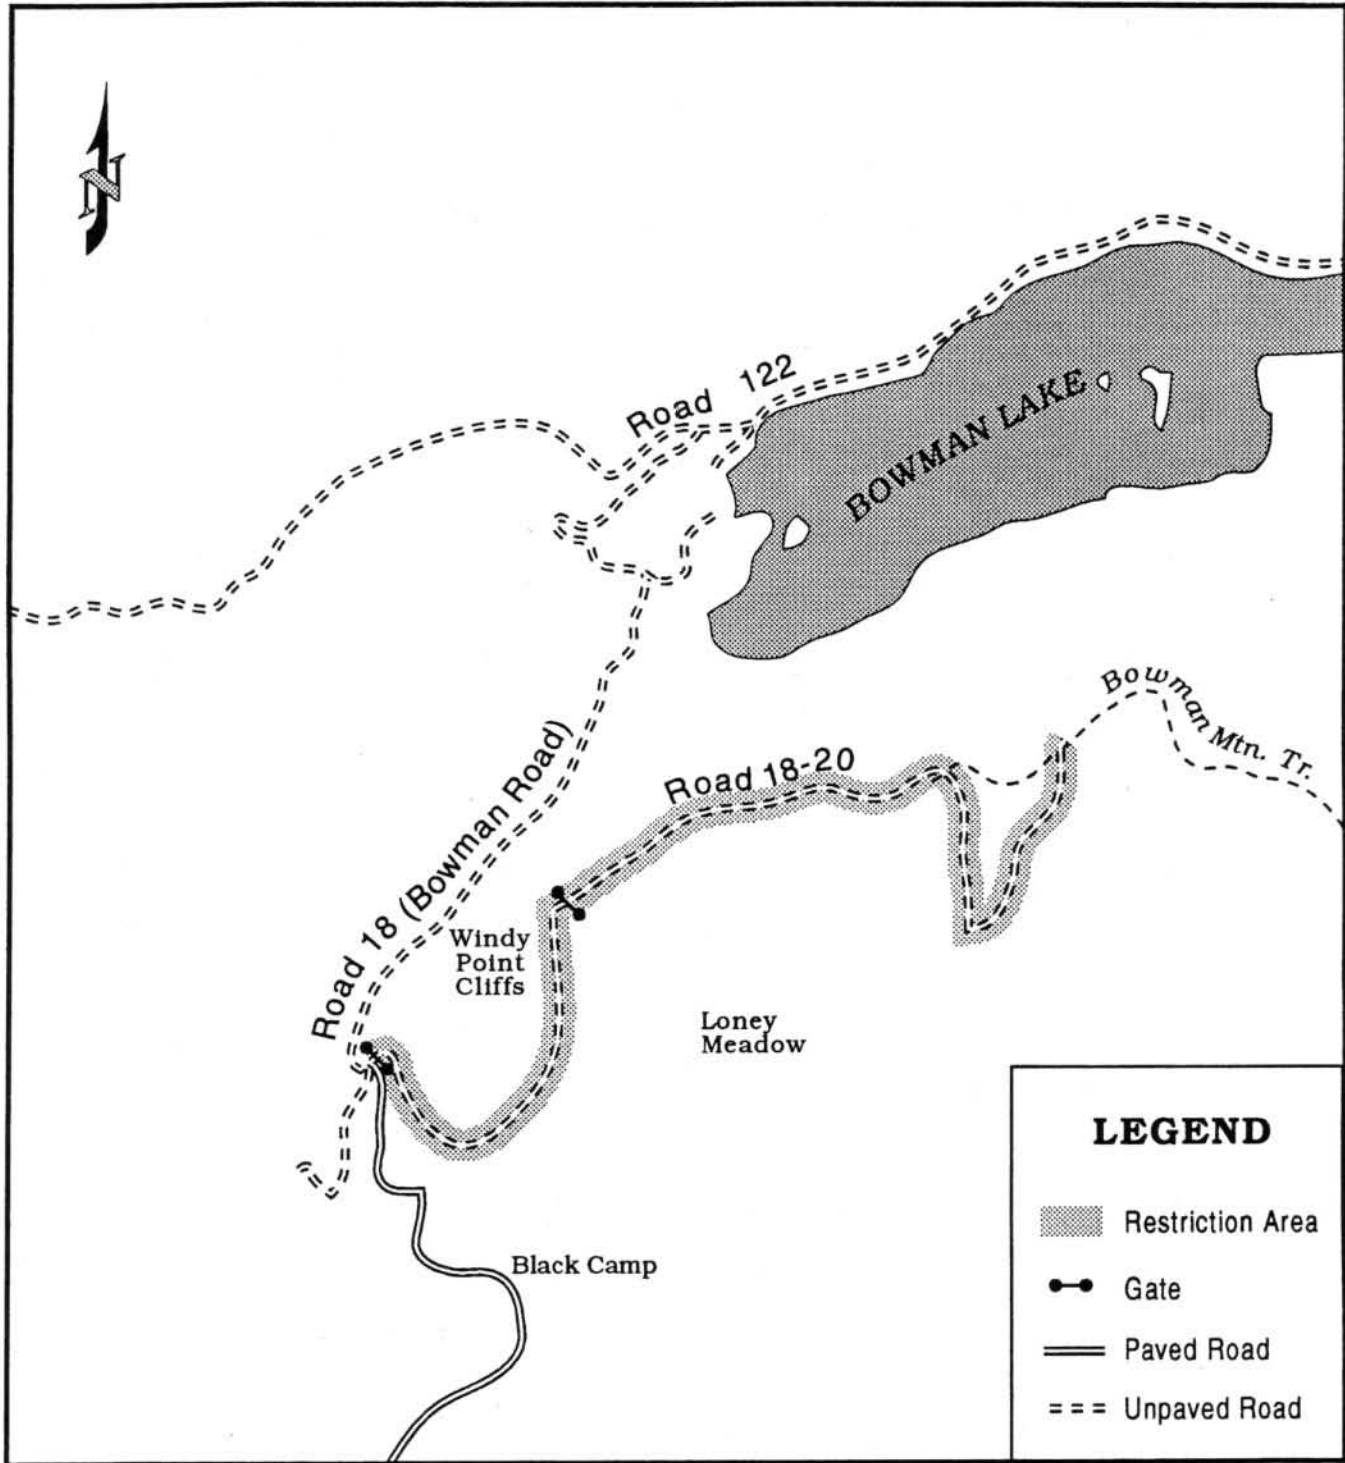 N
Road 122
BOWMAN LAKE
Bowman Mtn. Tr.
Road 18-20
Road 18 (Bowman Road)
Windy
Point
Cliffs
Loney
Meadow
Black Camp
LEGEND
Restriction Area
Gate
Paved Road
Unpaved Road